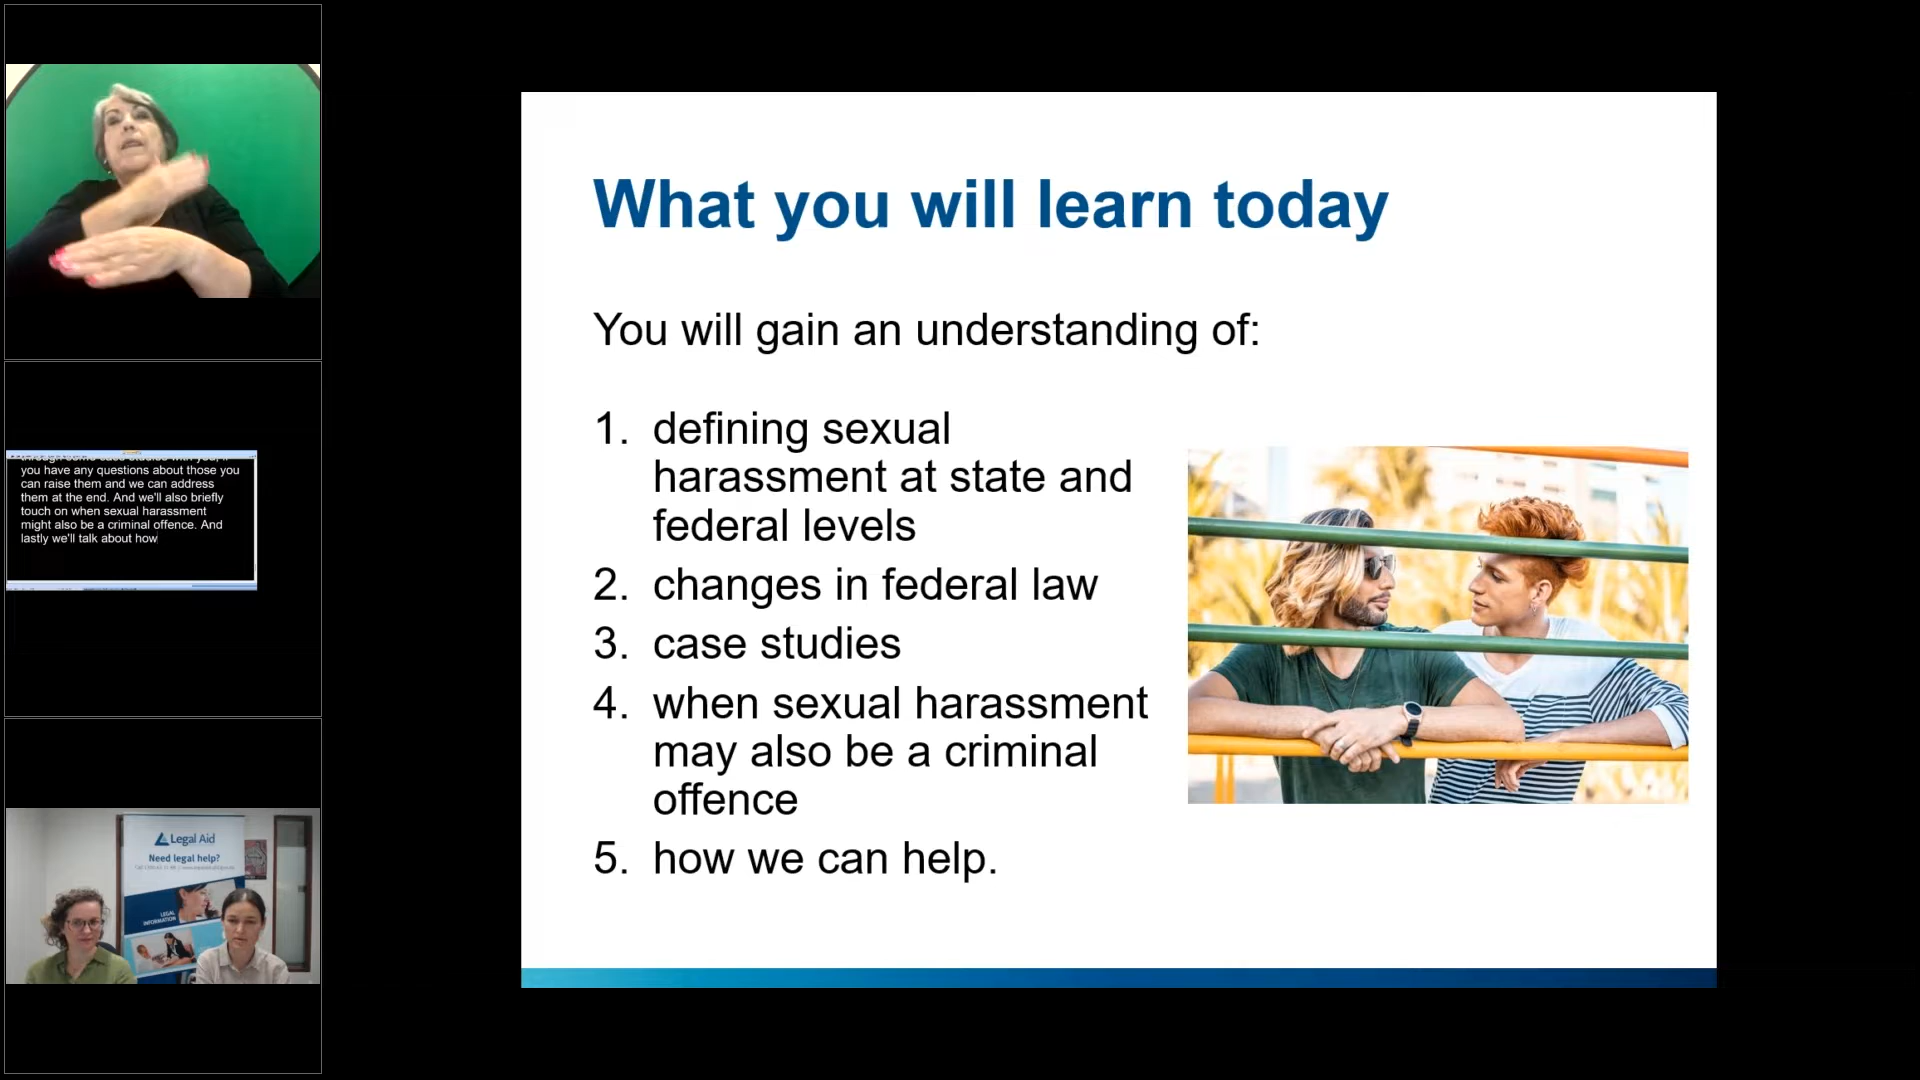 What you will learn today
You will gain an understanding of:
1. defining sexual
harassment at state and
federal levels
2. changes in federal law
3. case studies
4. when sexual harassment
may also be a criminal
offence
5. how we can help.
you have any questions about those you
can raise them and we can address
them at the end. And we'll also briefly
touch on when sexual harassment
might also be a criminal offence. And
lastly we'll talk about how
Legal Aid
Need legal help?
LEGAL
INFORMATION